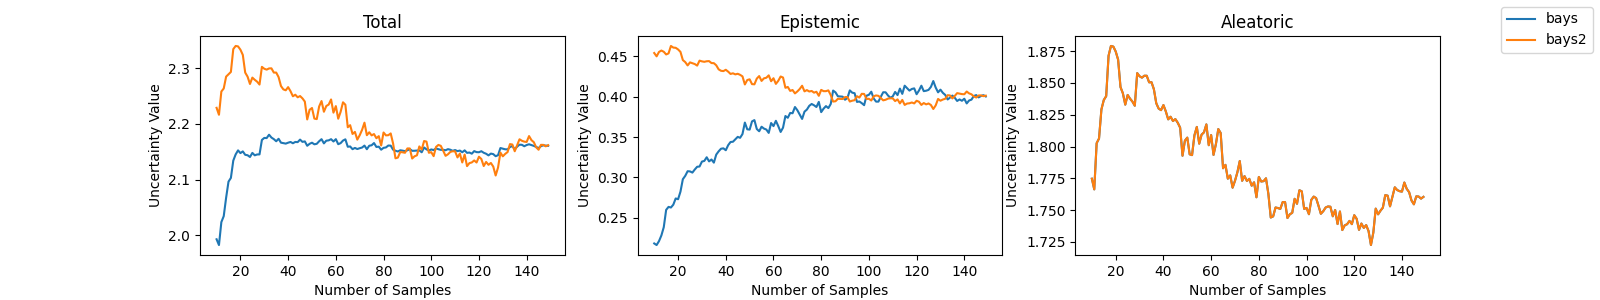 Total
Epistemic
Aleatoric
bays
bays2
Uncertainty Value
2.3
2.2
2.1
2.0
20 40 60 80 100 120 140
Number of Samples
Uncertainty Value
0.45
0.40
0.35
0.30
0.25
20 40 60 80 100 120 140
Number of Samples
Uncertainty Value
1.875
1.850
1.825
1.800
1.775
1.750
1.725
20 40 60 80 100 120 140
Number of Samples